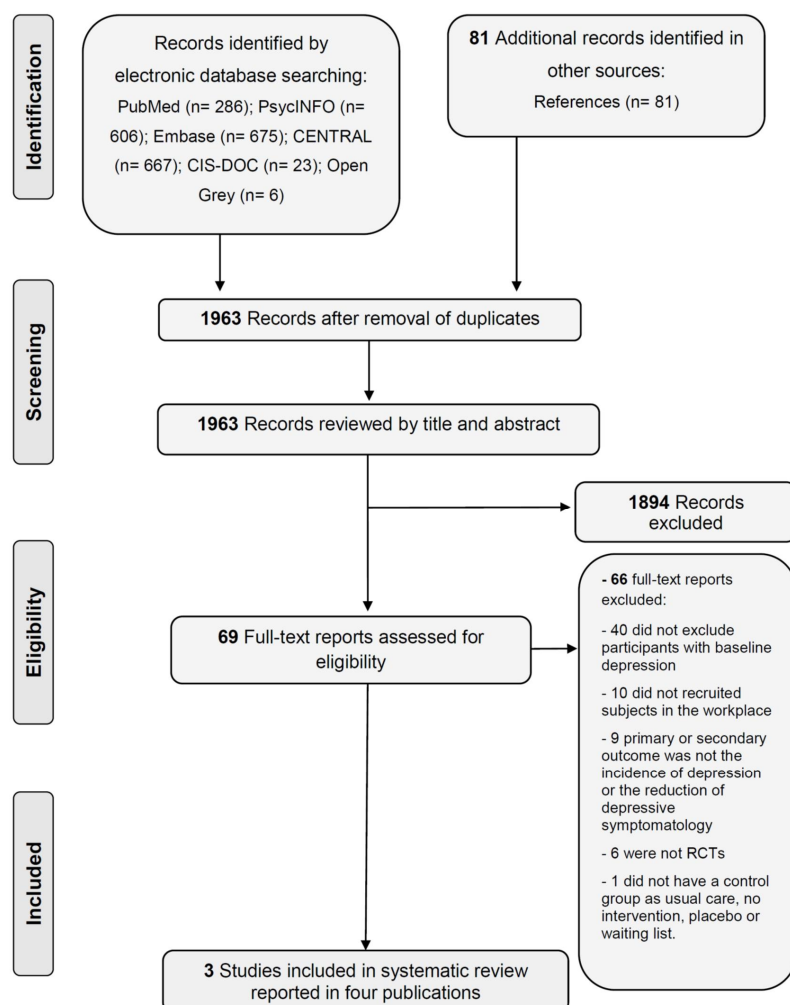 Identification
Records identified by
electronic database searching:
PubMed (n= 286); PsycINFO (n=
606); Embase (n= 675); CENTRAL
(n= 667); CIS-DOC (n= 23); Open
Grey (n= 6)
81 Additional records identified in
other sources:
References (n= 81)
Screening
1963 Records after removal of duplicates
1963 Records reviewed by title and abstract
1894 Records
excluded
Eligibility
69 Full-text reports assessed for
eligibility
- 66 full-text reports
excluded:
- 40 did not exclude
participants with baseline
depression
- 10 did not recruited
subjects in the workplace
- 9 primary or secondary
outcome was not the
incidence of depression
or the reduction of
depressive
symptomatology
- 6 were not RCTs
- 1 did not have a control
group as usual care, no
intervention, placebo or
waiting list.
Included
3 Studies included in systematic review
reported in four publications